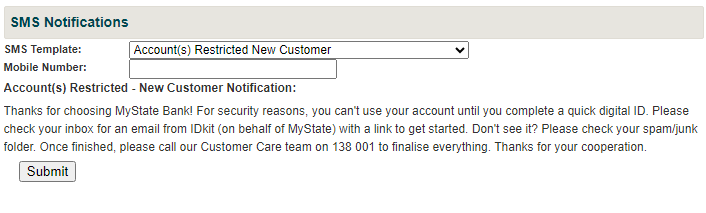 SMS Notifications
SMS Template: Account(s) Restricted New Customer
Mobile Number:
Account(s) Restricted - New Customer Notification:
Thanks for choosing MyState Bank! For security reasons, you can't use your account until you complete a quick digital ID. Please
check your inbox for an email from IDkit (on behalf of MyState) with a link to get started. Don't see it? Please check your spam/junk
folder. Once finished, please call our Customer Care team on 138 001 to finalise everything. Thanks for your cooperation.
Submit